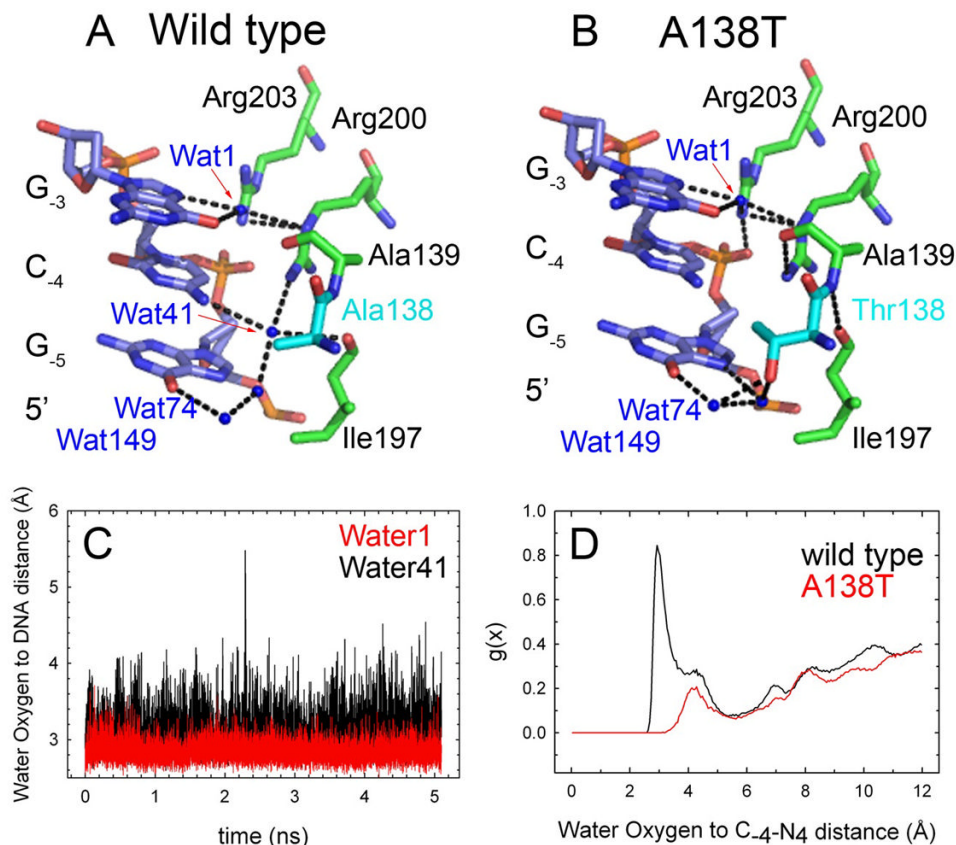 A Wild type
Arg203
Arg200
Wat1
G-3
Ala139
C-4
Wat41
Ala138
G-5
5'
Wat74
Wat149
Ile197
B A138T
Arg203
Arg200
Wat1
G-3
Ala139
C-4
Thr138
G-5
5'
Wat74
Wat149
Ile197
C
Water1
Water41
Water Oxygen to DNA distance (Å)
6
5
4
3
0 1 2 3 4 5
time (ns)
D
wild type
A138T
g(x)
1.0
0.8
0.6
0.4
0.2
0.0
0 2 4 6 8 10 12
Water Oxygen to C-4-N4 distance (Å)